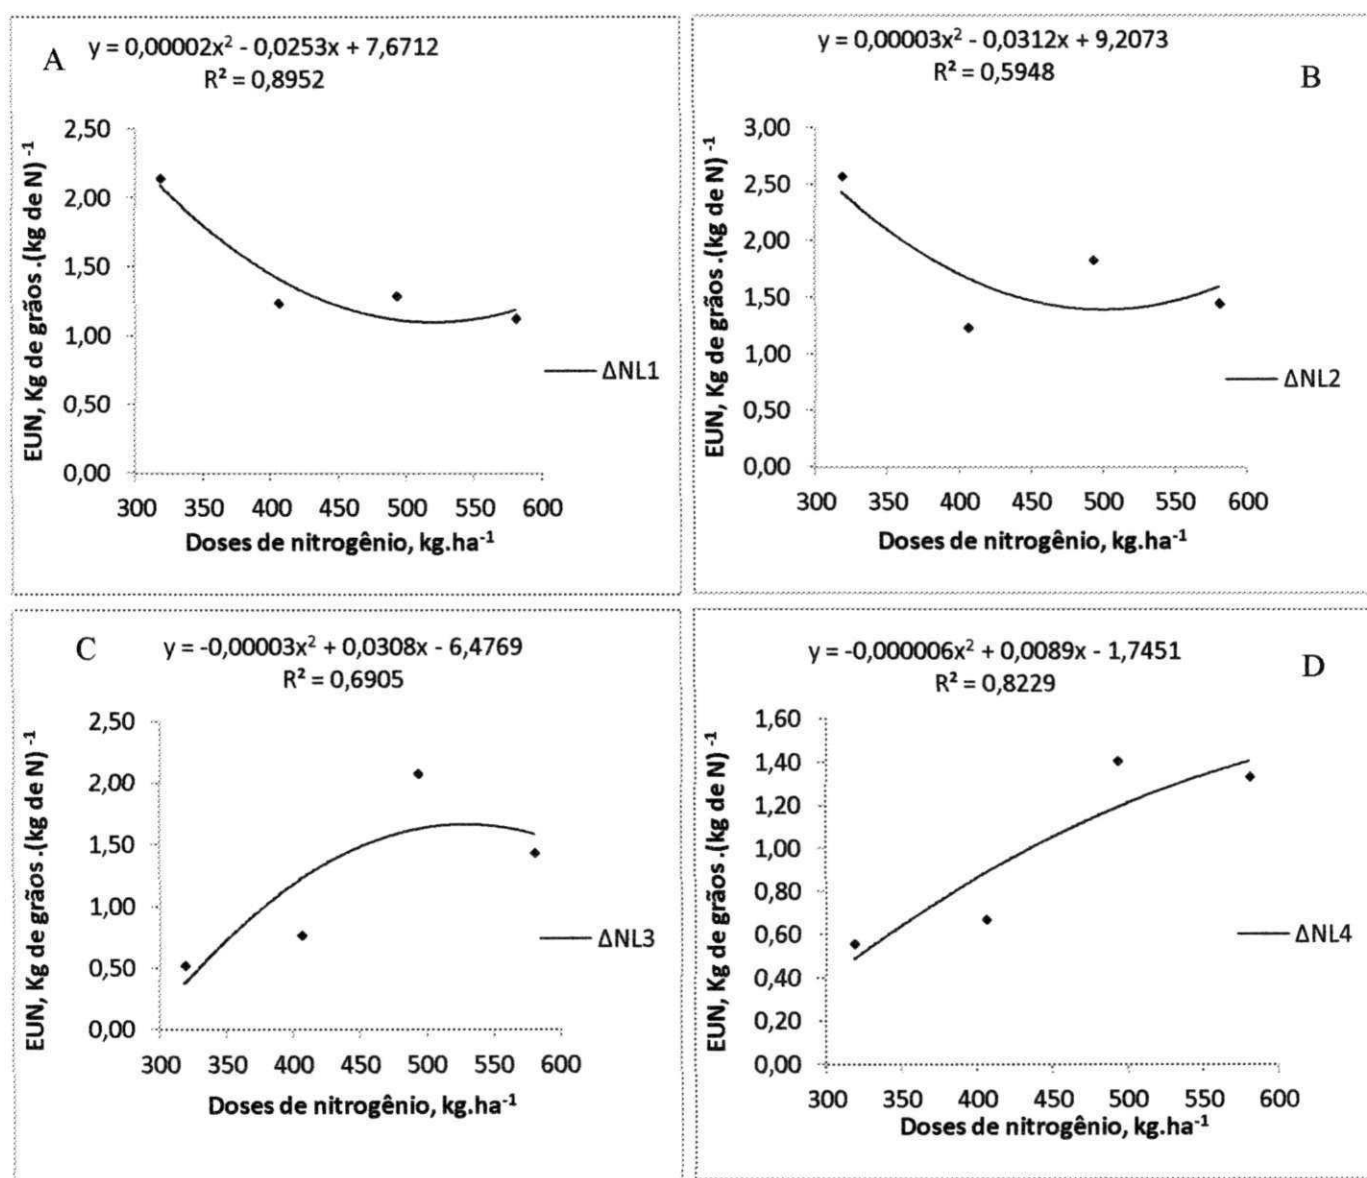 A
y = 0,00002x² - 0,0253x + 7,6712
R² = 0,8952
EUN, Kg de grãos .(kg de N) ⁻¹
2,50
2,00
1,50
1,00
0,50
0,00
300 350 400 450 500 550 600
Doses de nitrogênio, kg.ha⁻¹
ΔNL1
y = 0,00003x² - 0,0312x + 9,2073
R² = 0,5948
B
EUN, Kg de grãos .(kg de N) ⁻¹
3,00
2,50
2,00
1,50
1,00
0,50
0,00
300 350 400 450 500 550 600
Doses de nitrogênio, kg.ha⁻¹
ΔNL2
C
y = -0,00003x² + 0,0308x - 6,4769
R² = 0,6905
EUN, Kg de grãos .(kg de N) ⁻¹
2,50
2,00
1,50
1,00
0,50
0,00
300 350 400 450 500 550 600
Doses de nitrogênio, kg.ha⁻¹
ΔNL3
y = -0,000006x² + 0,0089x - 1,7451
R² = 0,8229
D
EUN, Kg de grãos .(kg de N) ⁻¹
1,60
1,40
1,20
1,00
0,80
0,60
0,40
0,20
0,00
300 350 400 450 500 550 600
Doses de nitrogênio, kg.ha⁻¹
ΔNL4